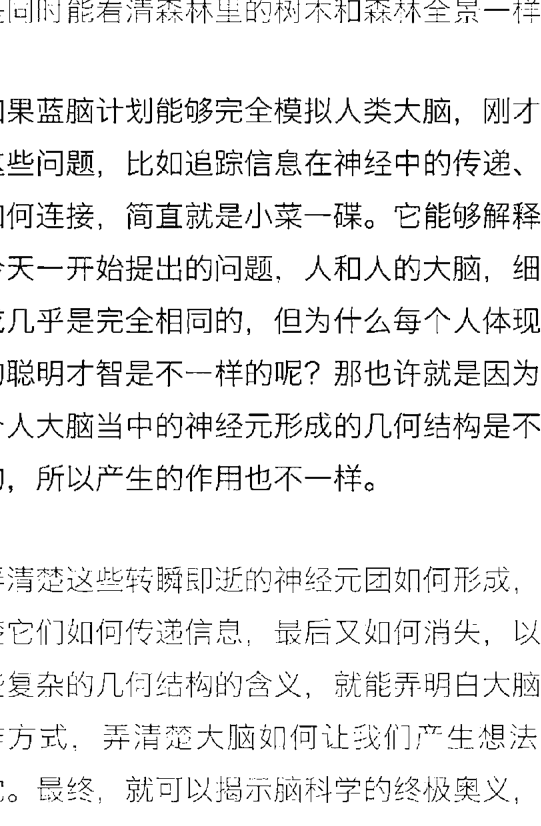 同时能看清森林里的树木和森林全景一样
果蓝脑计划能够完全模拟人类大脑，刚才
些问题，比如追踪信息在神经中的传递、
何连接，简直就是小菜一碟。它能够解释
天一开始提出的问题，人和人的大脑，细
几乎是完全相同的，但为什么每个人体现
聪明才智是不一样的呢？那也许就是因为
人大脑当中的神经元形成的几何结构是不
，所以产生的作用也不一样。
清楚这些转瞬即逝的神经元团如何形成，
它们如何传递信息，最后又如何消失，以
复杂的几何结构的含义，就能弄明白大脑
方式，弄清楚大脑如何让我们产生想法
。最终，就可以揭示脑科学的终极奥义，